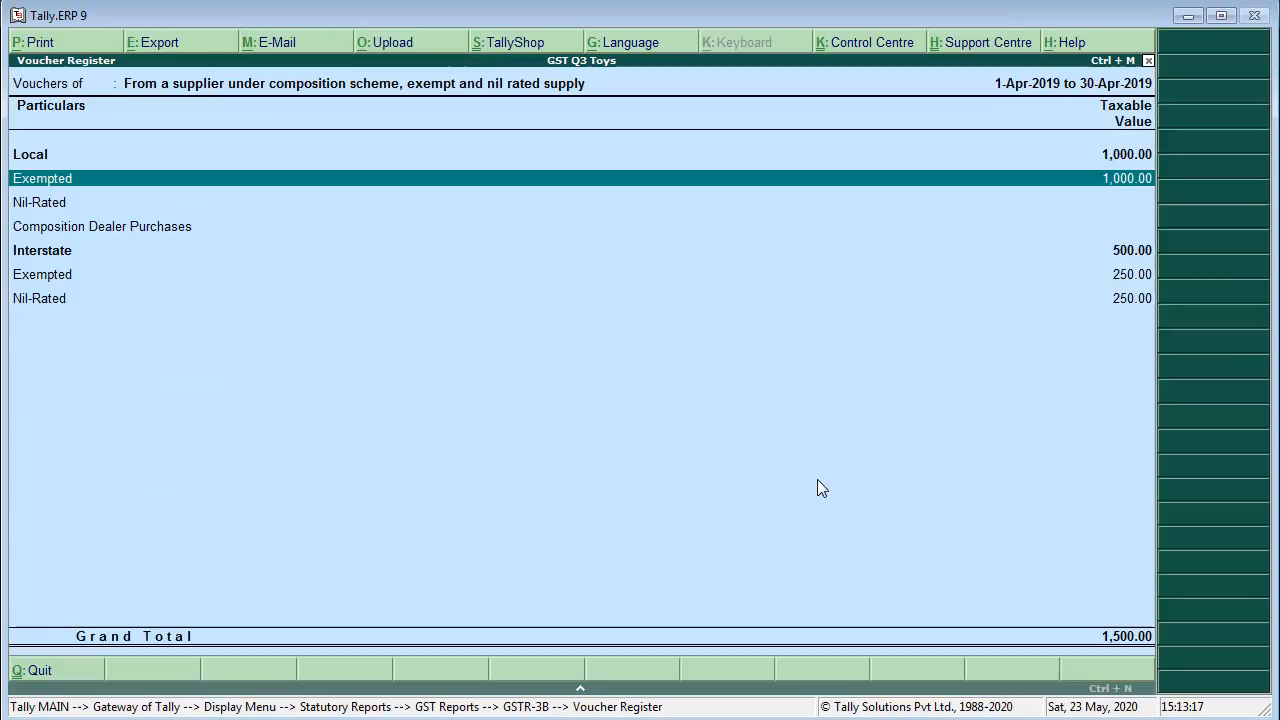 Tally.ERP 9
P: Print E: Export M: E-Mail O: Upload S: TallyShop G: Language K: Keyboard K: Control Centre H: Support Centre H: Help
Voucher Register GST Q3 Toys Ctrl + M
Vouchers of : From a supplier under composition scheme, exempt and nil rated supply 1-Apr-2019 to 30-Apr-2019
Particulars Taxable
Value
Local 1,000.00
Exempted 1,000.00
Nil-Rated
Composition Dealer Purchases
Interstate 500.00
Exempted 250.00
Nil-Rated 250.00
Grand Total 1,500.00
Q: Quit
Ctrl + N
Tally MAIN --> Gateway of Tally --> Display Menu --> Statutory Reports --> GST Reports --> GSTR-3B --> Voucher Register © Tally Solutions Pvt Ltd., 1988-2020 Sat, 23 May, 2020 15:13:17